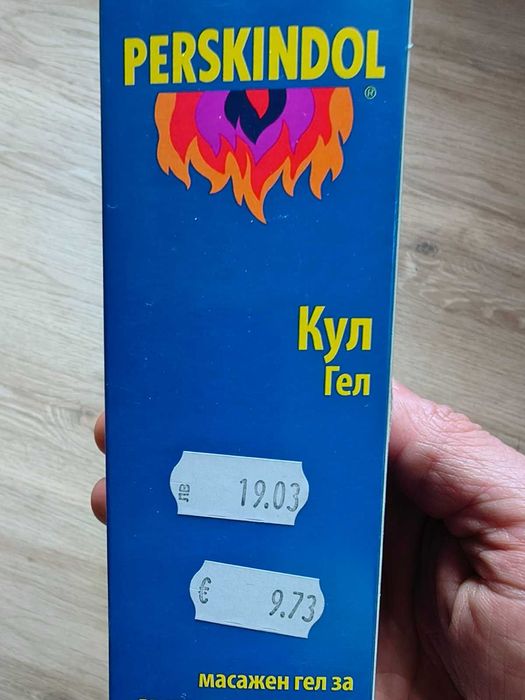 PERSKINDOL
®
Кул
Гел
лв 19.03
€ 9.73
масажен гел за